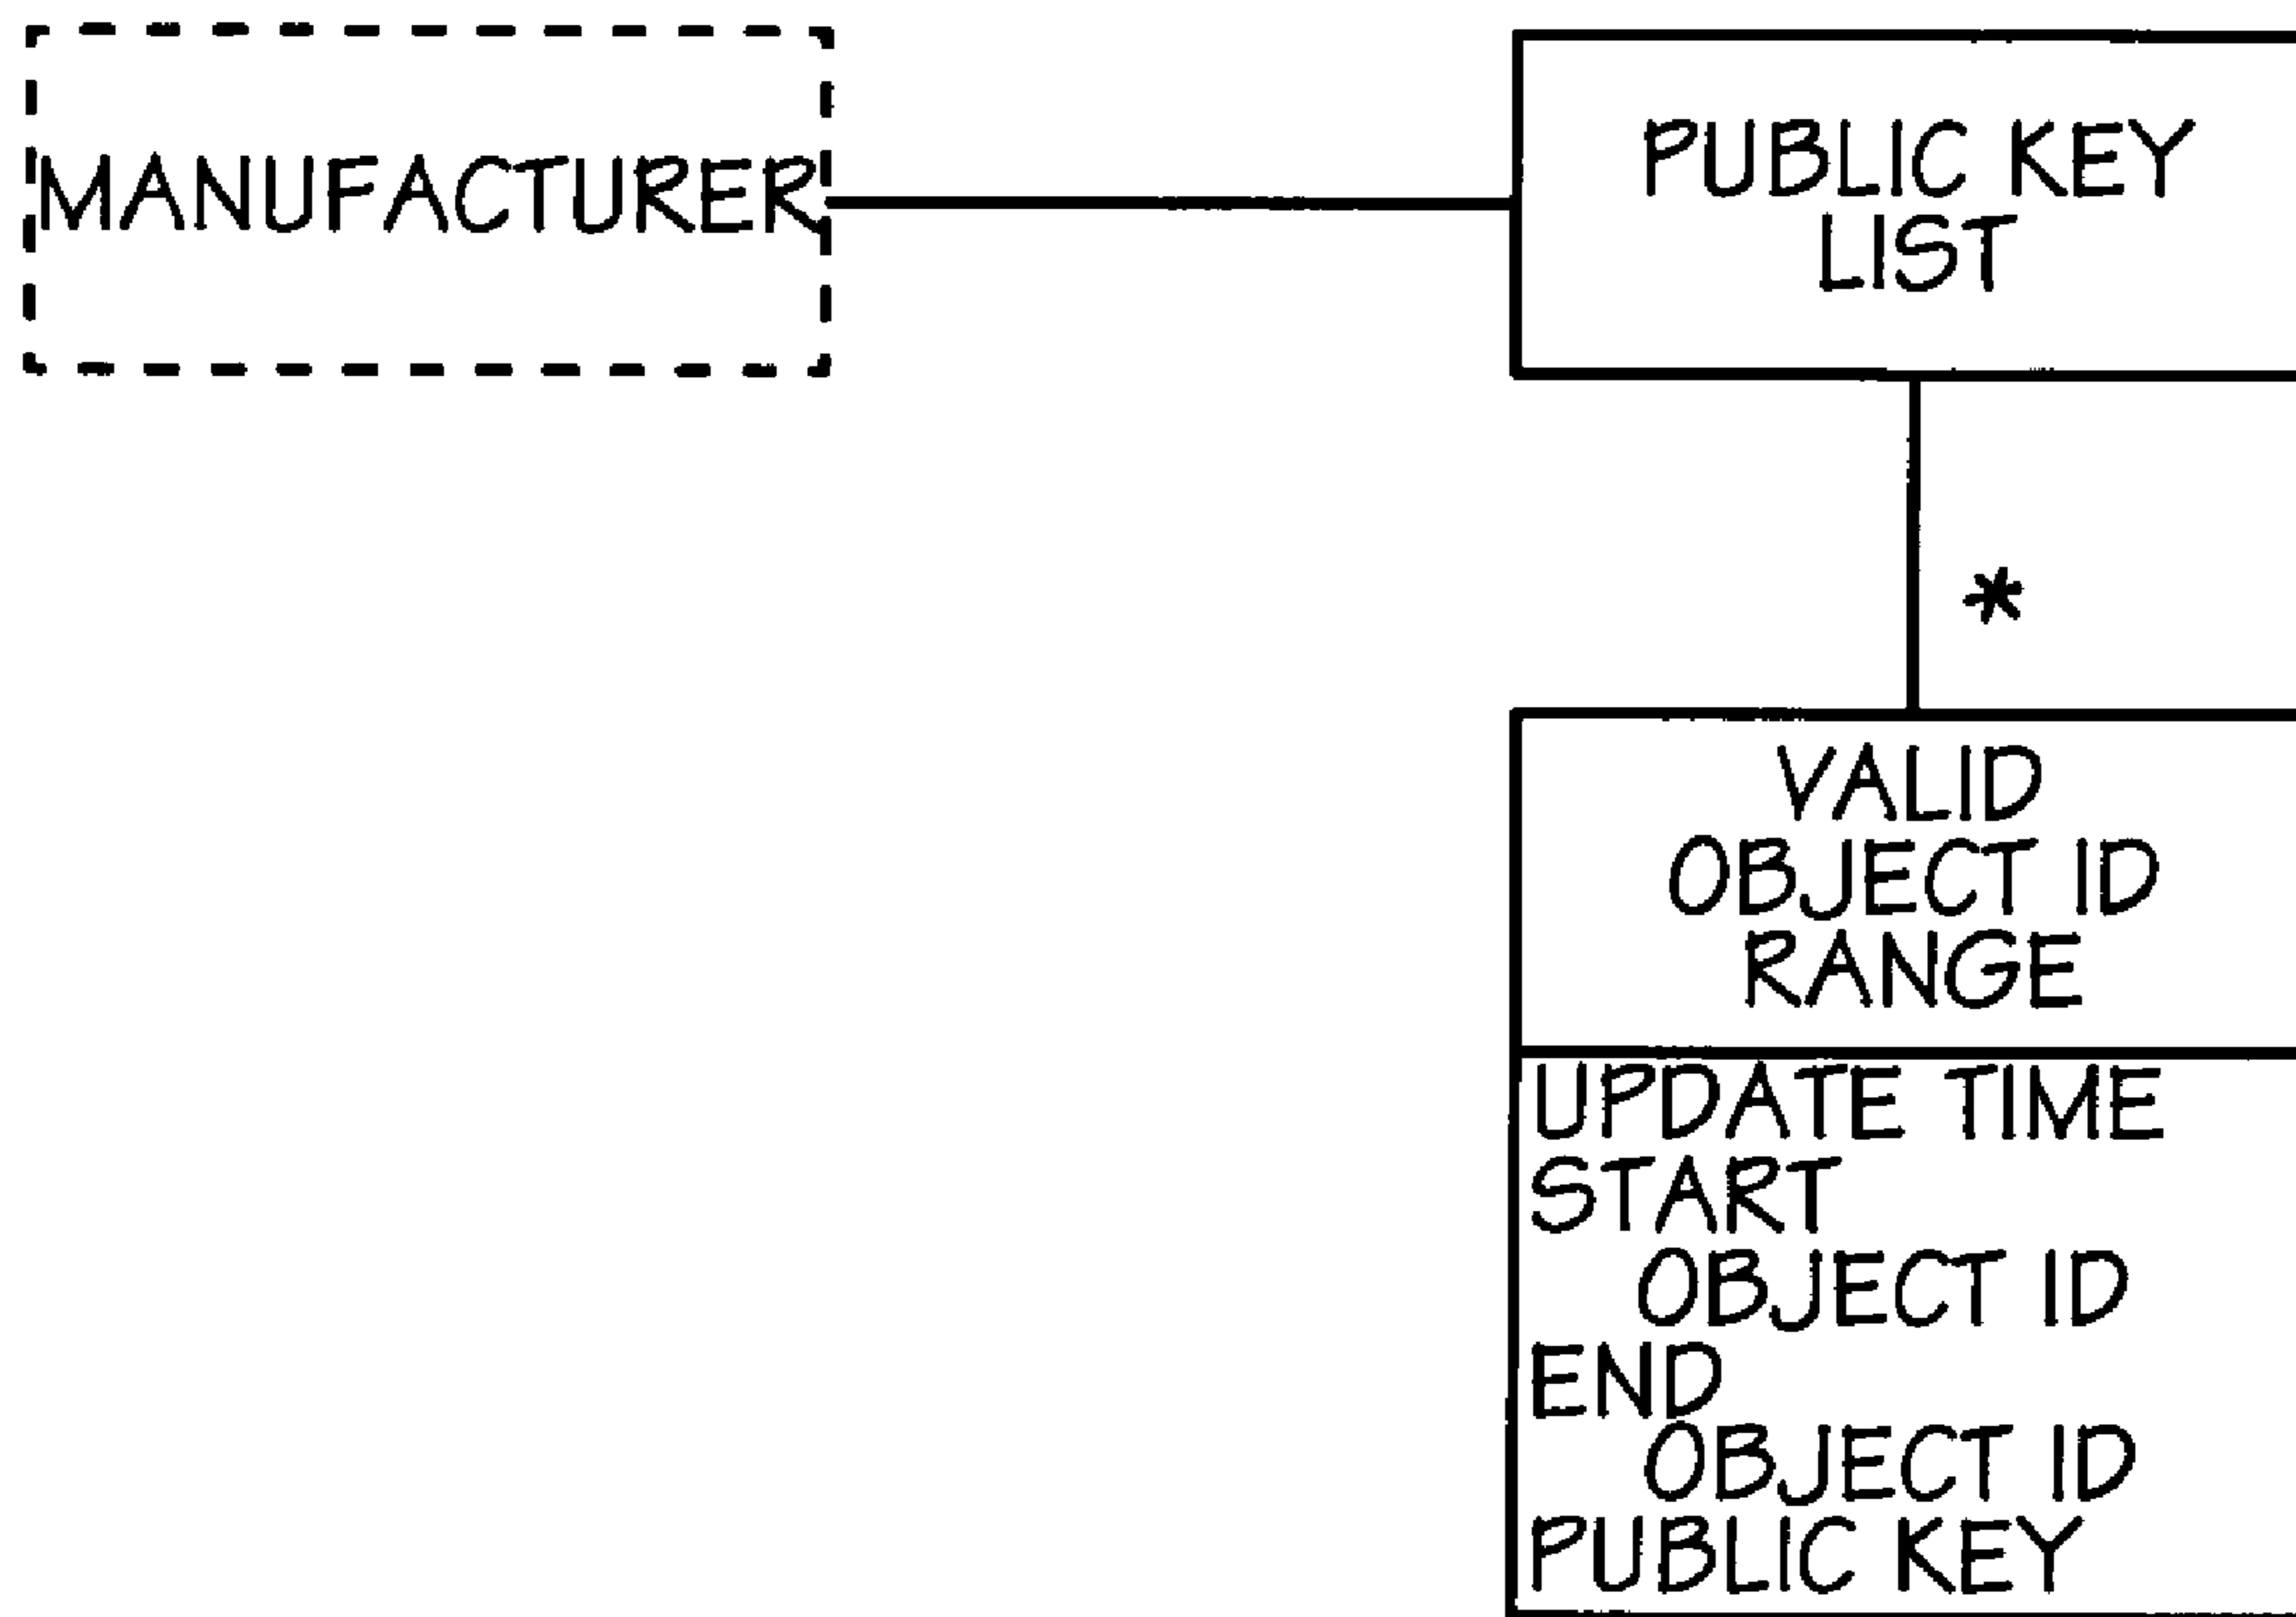 MANUFACTURER
PUBLIC KEY
LIST
*
VALID
OBJECT ID
RANGE
UPDATE TIME
START
OBJECT ID
END
OBJECT ID
PUBLIC KEY